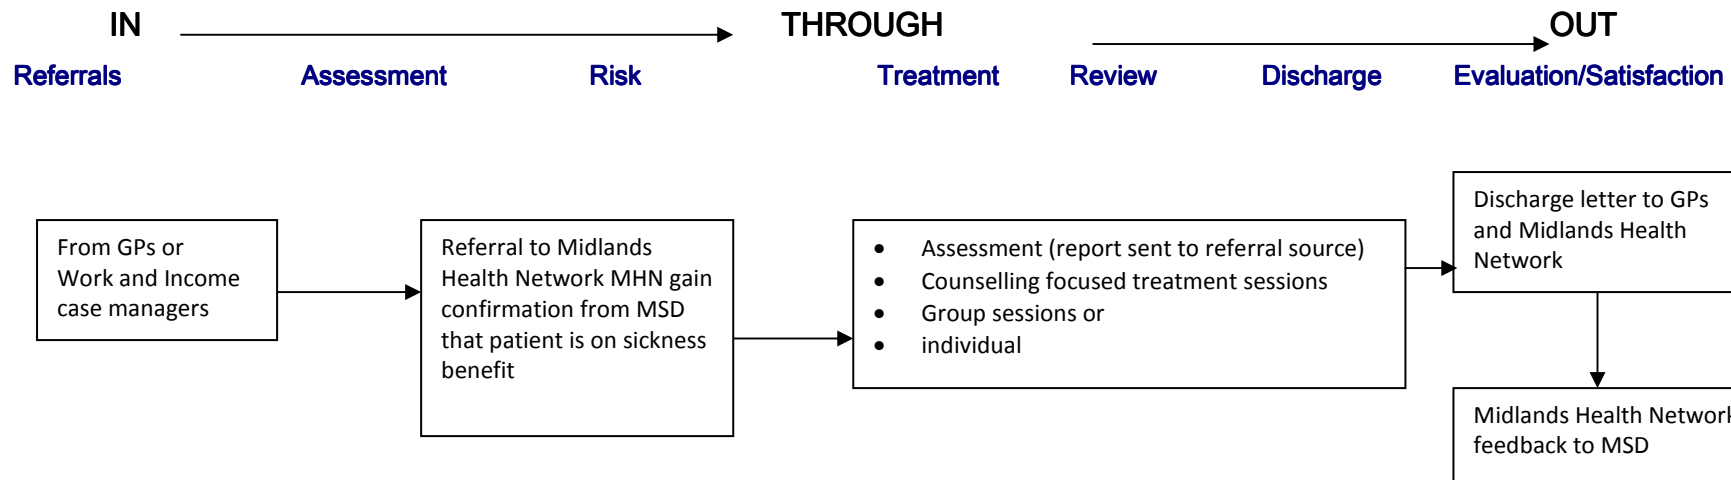 IN THROUGH OUT
Referrals Assessment Risk Treatment Review Discharge Evaluation/Satisfaction
From GPs or
Work and Income
case managers
Referral to Midlands
Health Network MHN gain
confirmation from MSD
that patient is on sickness
benefit
• Assessment (report sent to referral source)
• Counselling focused treatment sessions
• Group sessions or
• individual
Discharge letter to GPs
and Midlands Health
Network
Midlands Health Network
feedback to MSD